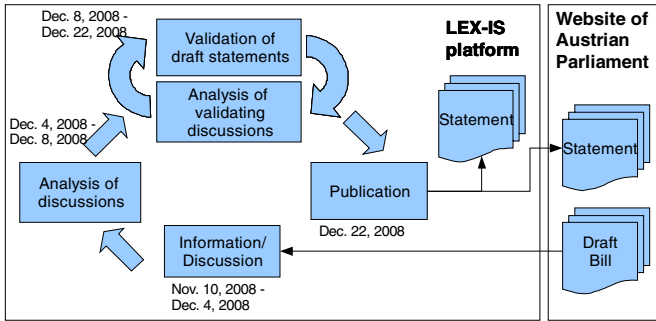 Dec. 8, 2008 -
Dec. 22, 2008
Validation of
draft statements
Analysis of
validating
discussions
LEX-IS
platform
Website of
Austrian
Parliament
Statement
Statement
Dec. 4, 2008 -
Dec. 8, 2008
Analysis of
discussions
Publication
Dec. 22, 2008
Information/
Discussion
Nov. 10, 2008 -
Dec. 4, 2008
Draft
Bill